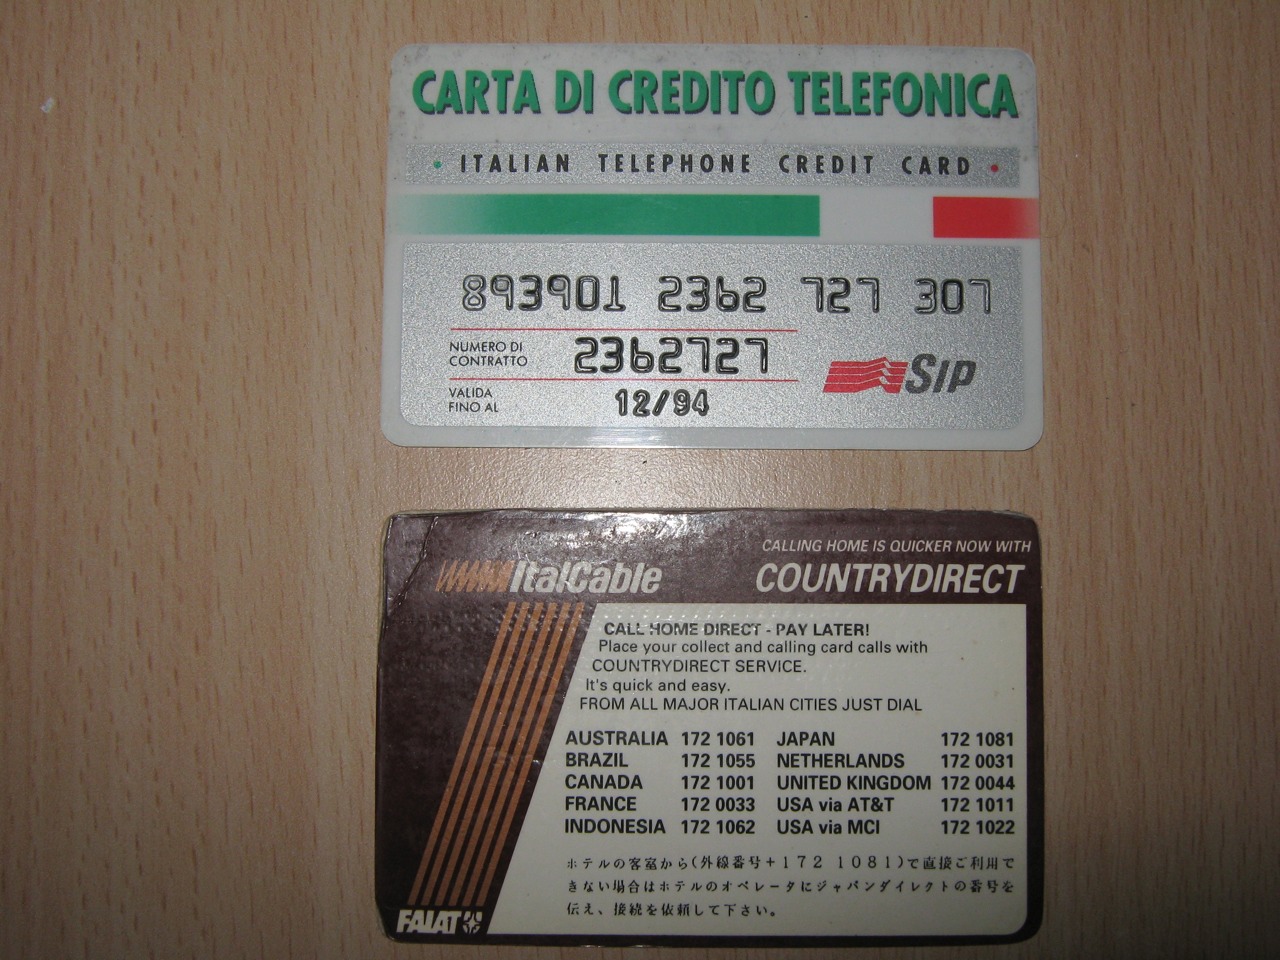 CARTA DI CREDITO TELEFONICA
• ITALIAN TELEPHONE CREDIT CARD •
893901 2362 727 307
NUMERO DI CONTRATTO 2362727
SIP
VALIDA FINO AL 12/94
CALLING HOME IS QUICKER NOW WITH
ItalCable COUNTRYDIRECT
CALL HOME DIRECT - PAY LATER!
Place your collect and calling card calls with
COUNTRYDIRECT SERVICE.
It's quick and easy.
FROM ALL MAJOR ITALIAN CITIES JUST DIAL
AUSTRALIA 172 1061 JAPAN 172 1081
BRAZIL 172 1055 NETHERLANDS 172 0031
CANADA 172 1001 UNITED KINGDOM 172 0044
FRANCE 172 0033 USA via AT&T 172 1011
INDONESIA 172 1062 USA via MCI 172 1022
ホテルの客室から(外線番号+172 1081)で直接ご利用で
きない場合はホテルのオペレータにジャパンダイレクトの番号を
伝え、接続を依頼して下さい。
FAIAT